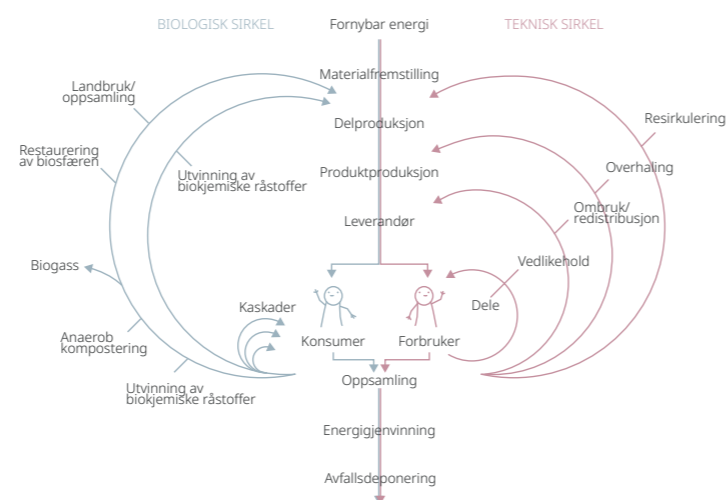 BIOLOGISK SIRKEL
Fornybar energi
TEKNISK SIRKEL
Materialfremstilling
Landbruk/
oppsamling
Delproduksjon
Resirkulering
Restaurering
av biosfæren
Utvinning av
biokjemiske råstoffer
Produktproduksjon
Overhaling
Leverandør
Ombruk/
redistribusjon
Biogass
Vedlikehold
Kaskader
Dele
Anaerob
kompostering
Konsumer
Forbruker
Utvinning av
biokjemiske råstoffer
Oppsamling
Energigjenvinning
Avfallsdeponering